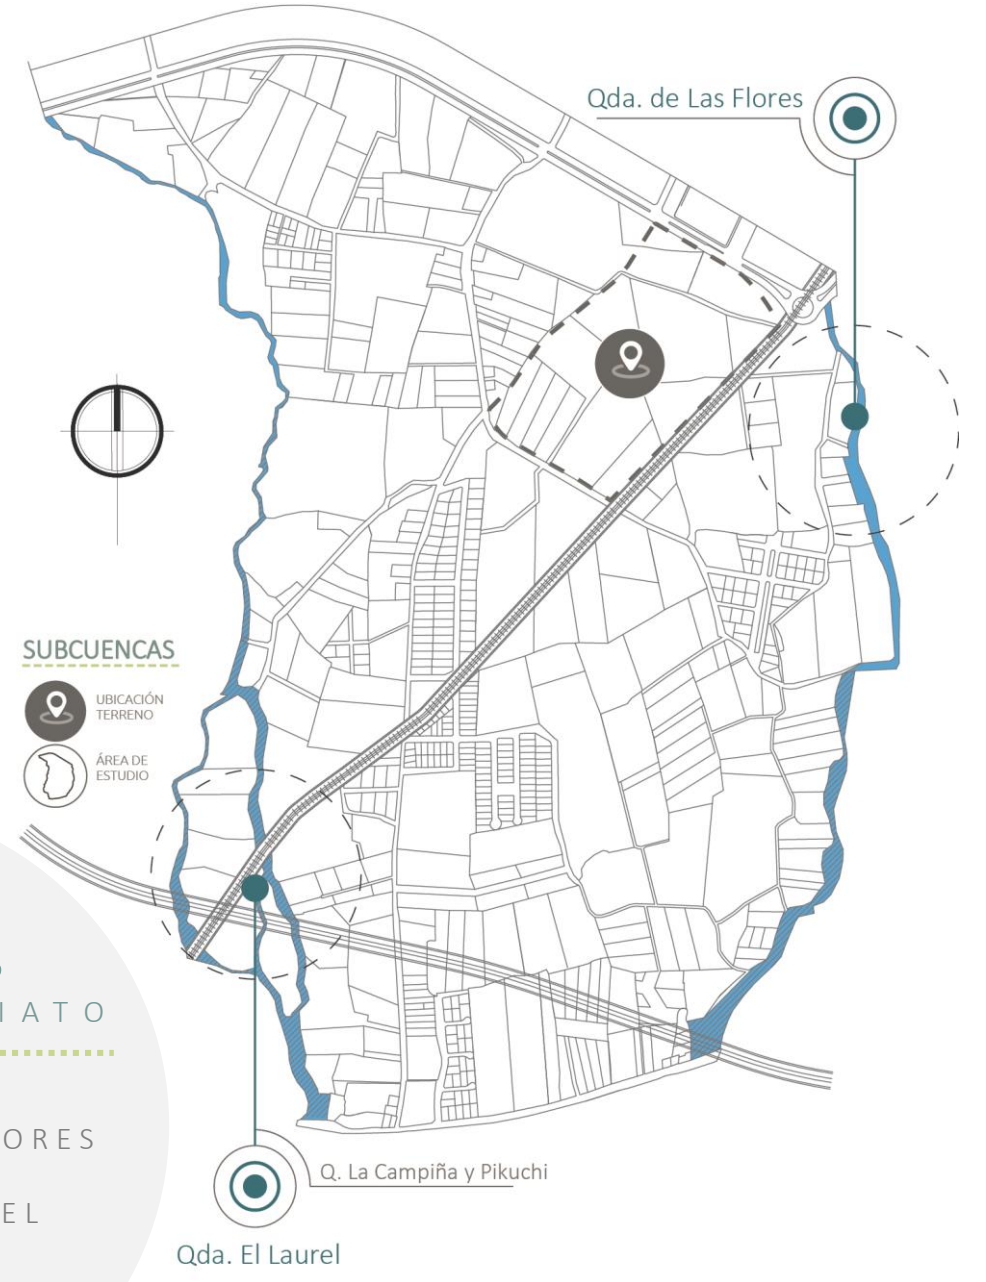 Qda. de Las Flores
SUBCUENCAS
UBICACIÓN
TERRENO
ÁREA DE
ESTUDIO
IATO
ORES
EL
Q. La Campiña y Pikuchi
Qda. El Laurel